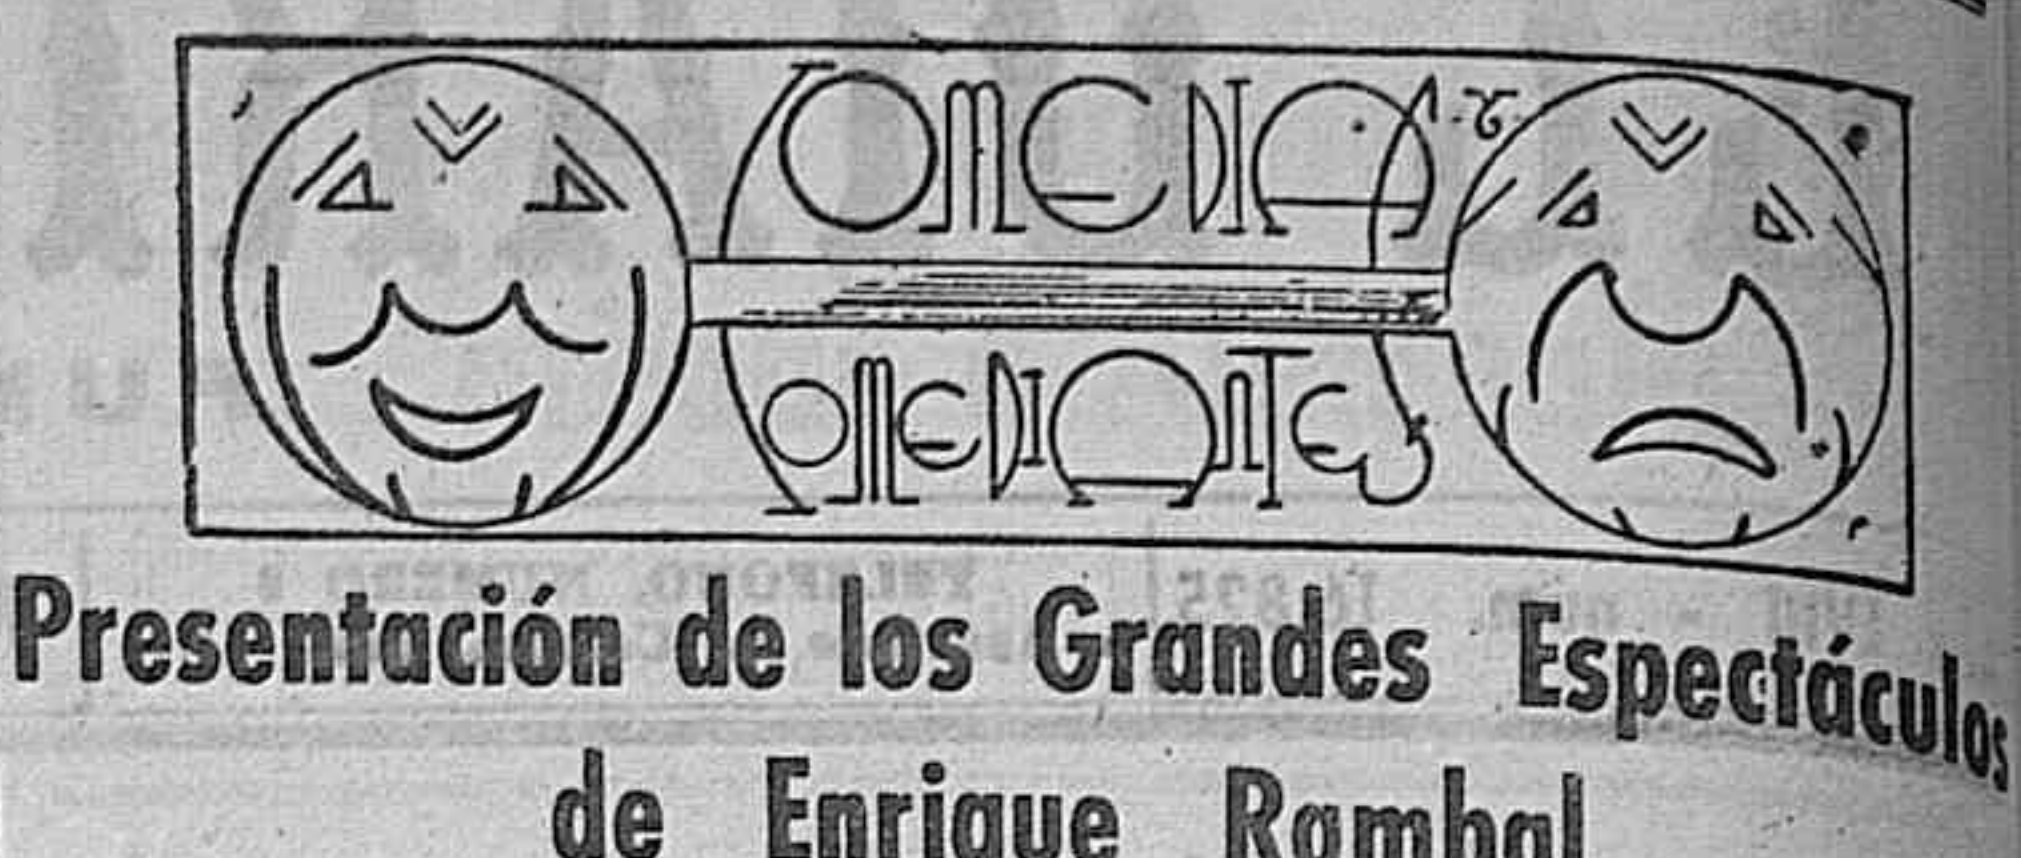 COMEDIAS-Y-
COMEDIANTES
Presentación de los Grandes Espectáculos
de Enrique Rambal